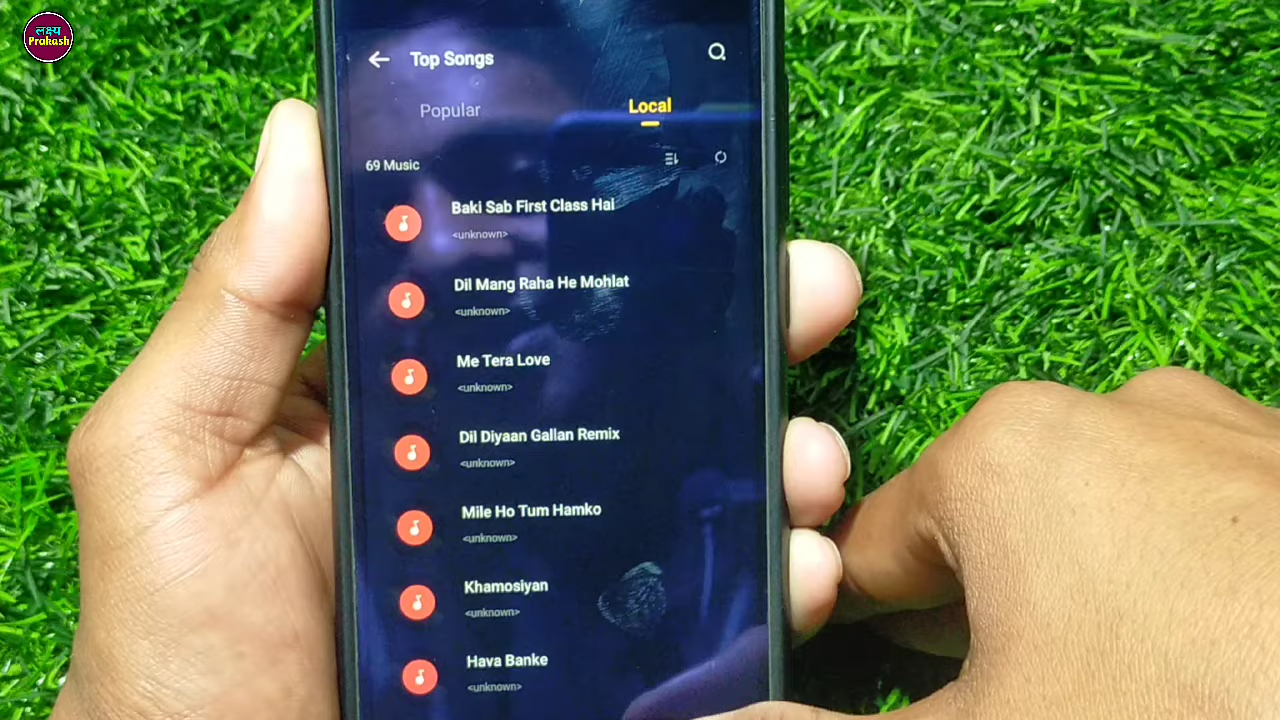 लक्ष्य
Prakash
Top Songs
Popular
Local
69 Music
Baki Sab First Class Hai
<unknown>
Dil Mang Raha He Mohlat
<unknown>
Me Tera Love
<unknown>
Dil Diyaan Gallan Remix
<unknown>
Mile Ho Tum Hamko
<unknown>
Khamosiyan
<unknown>
Hava Banke
<unknown>